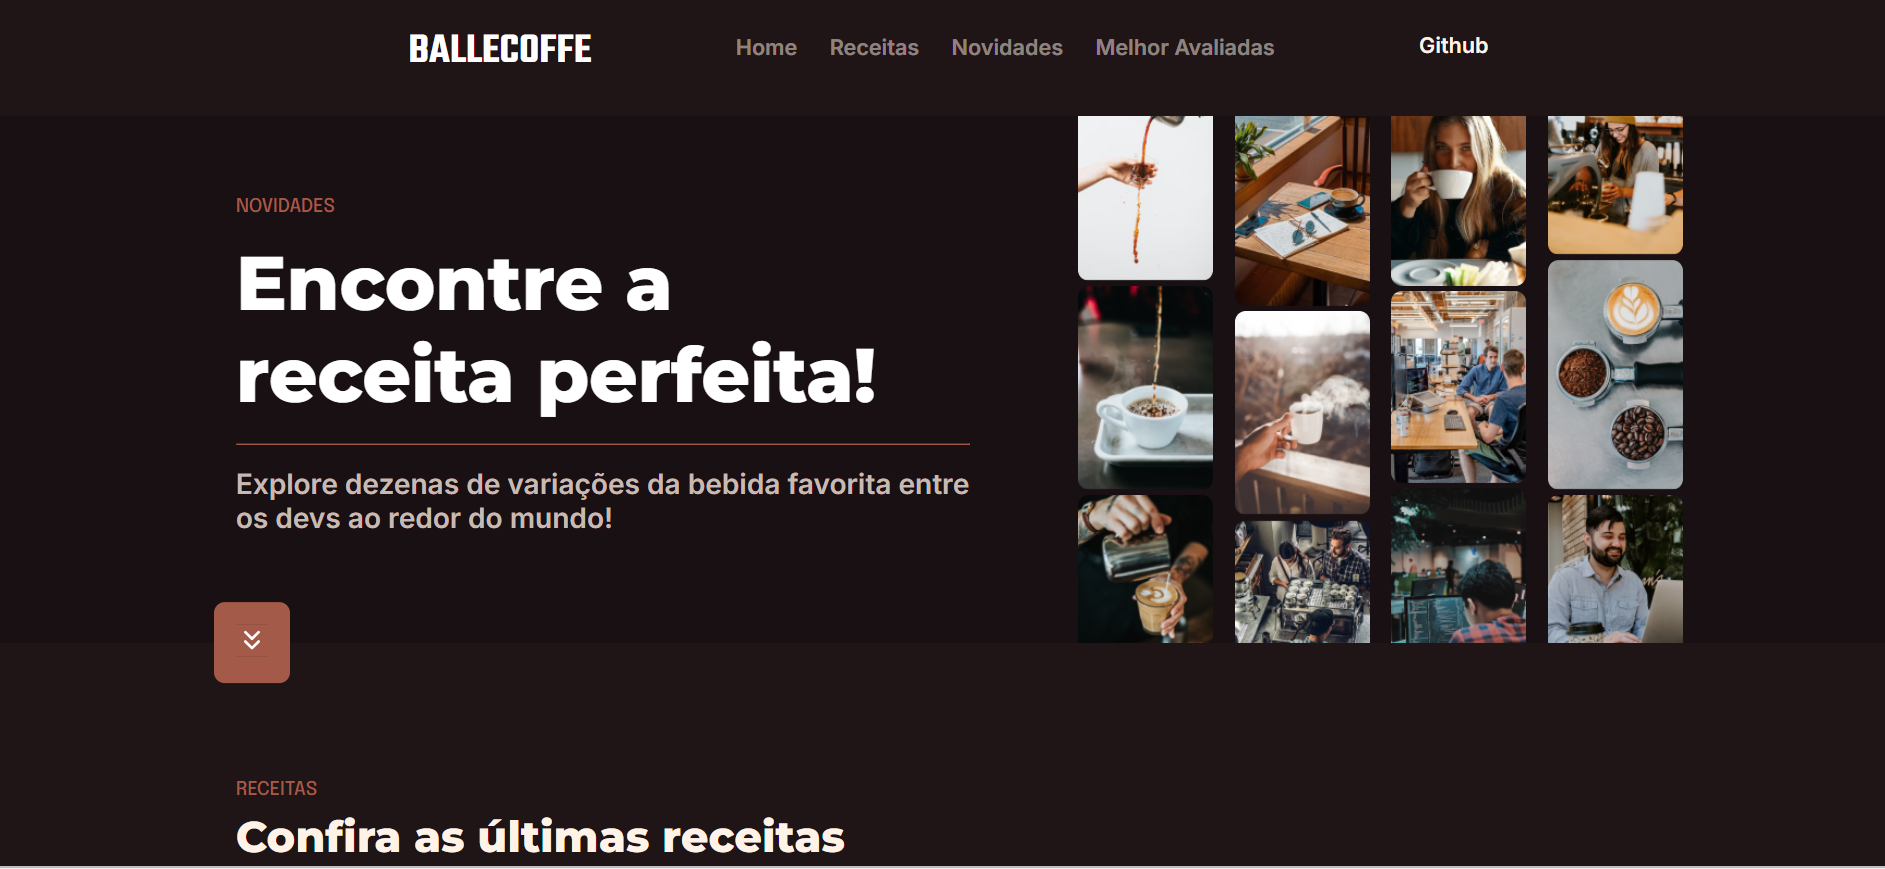 BALLECOFFE
Home Receitas Novidades Melhor Avaliadas Github
NOVIDADES
Encontre a
receita perfeita!
Explore dezenas de variações da bebida favorita entre
os devs ao redor do mundo!
RECEITAS
Confira as últimas receitas